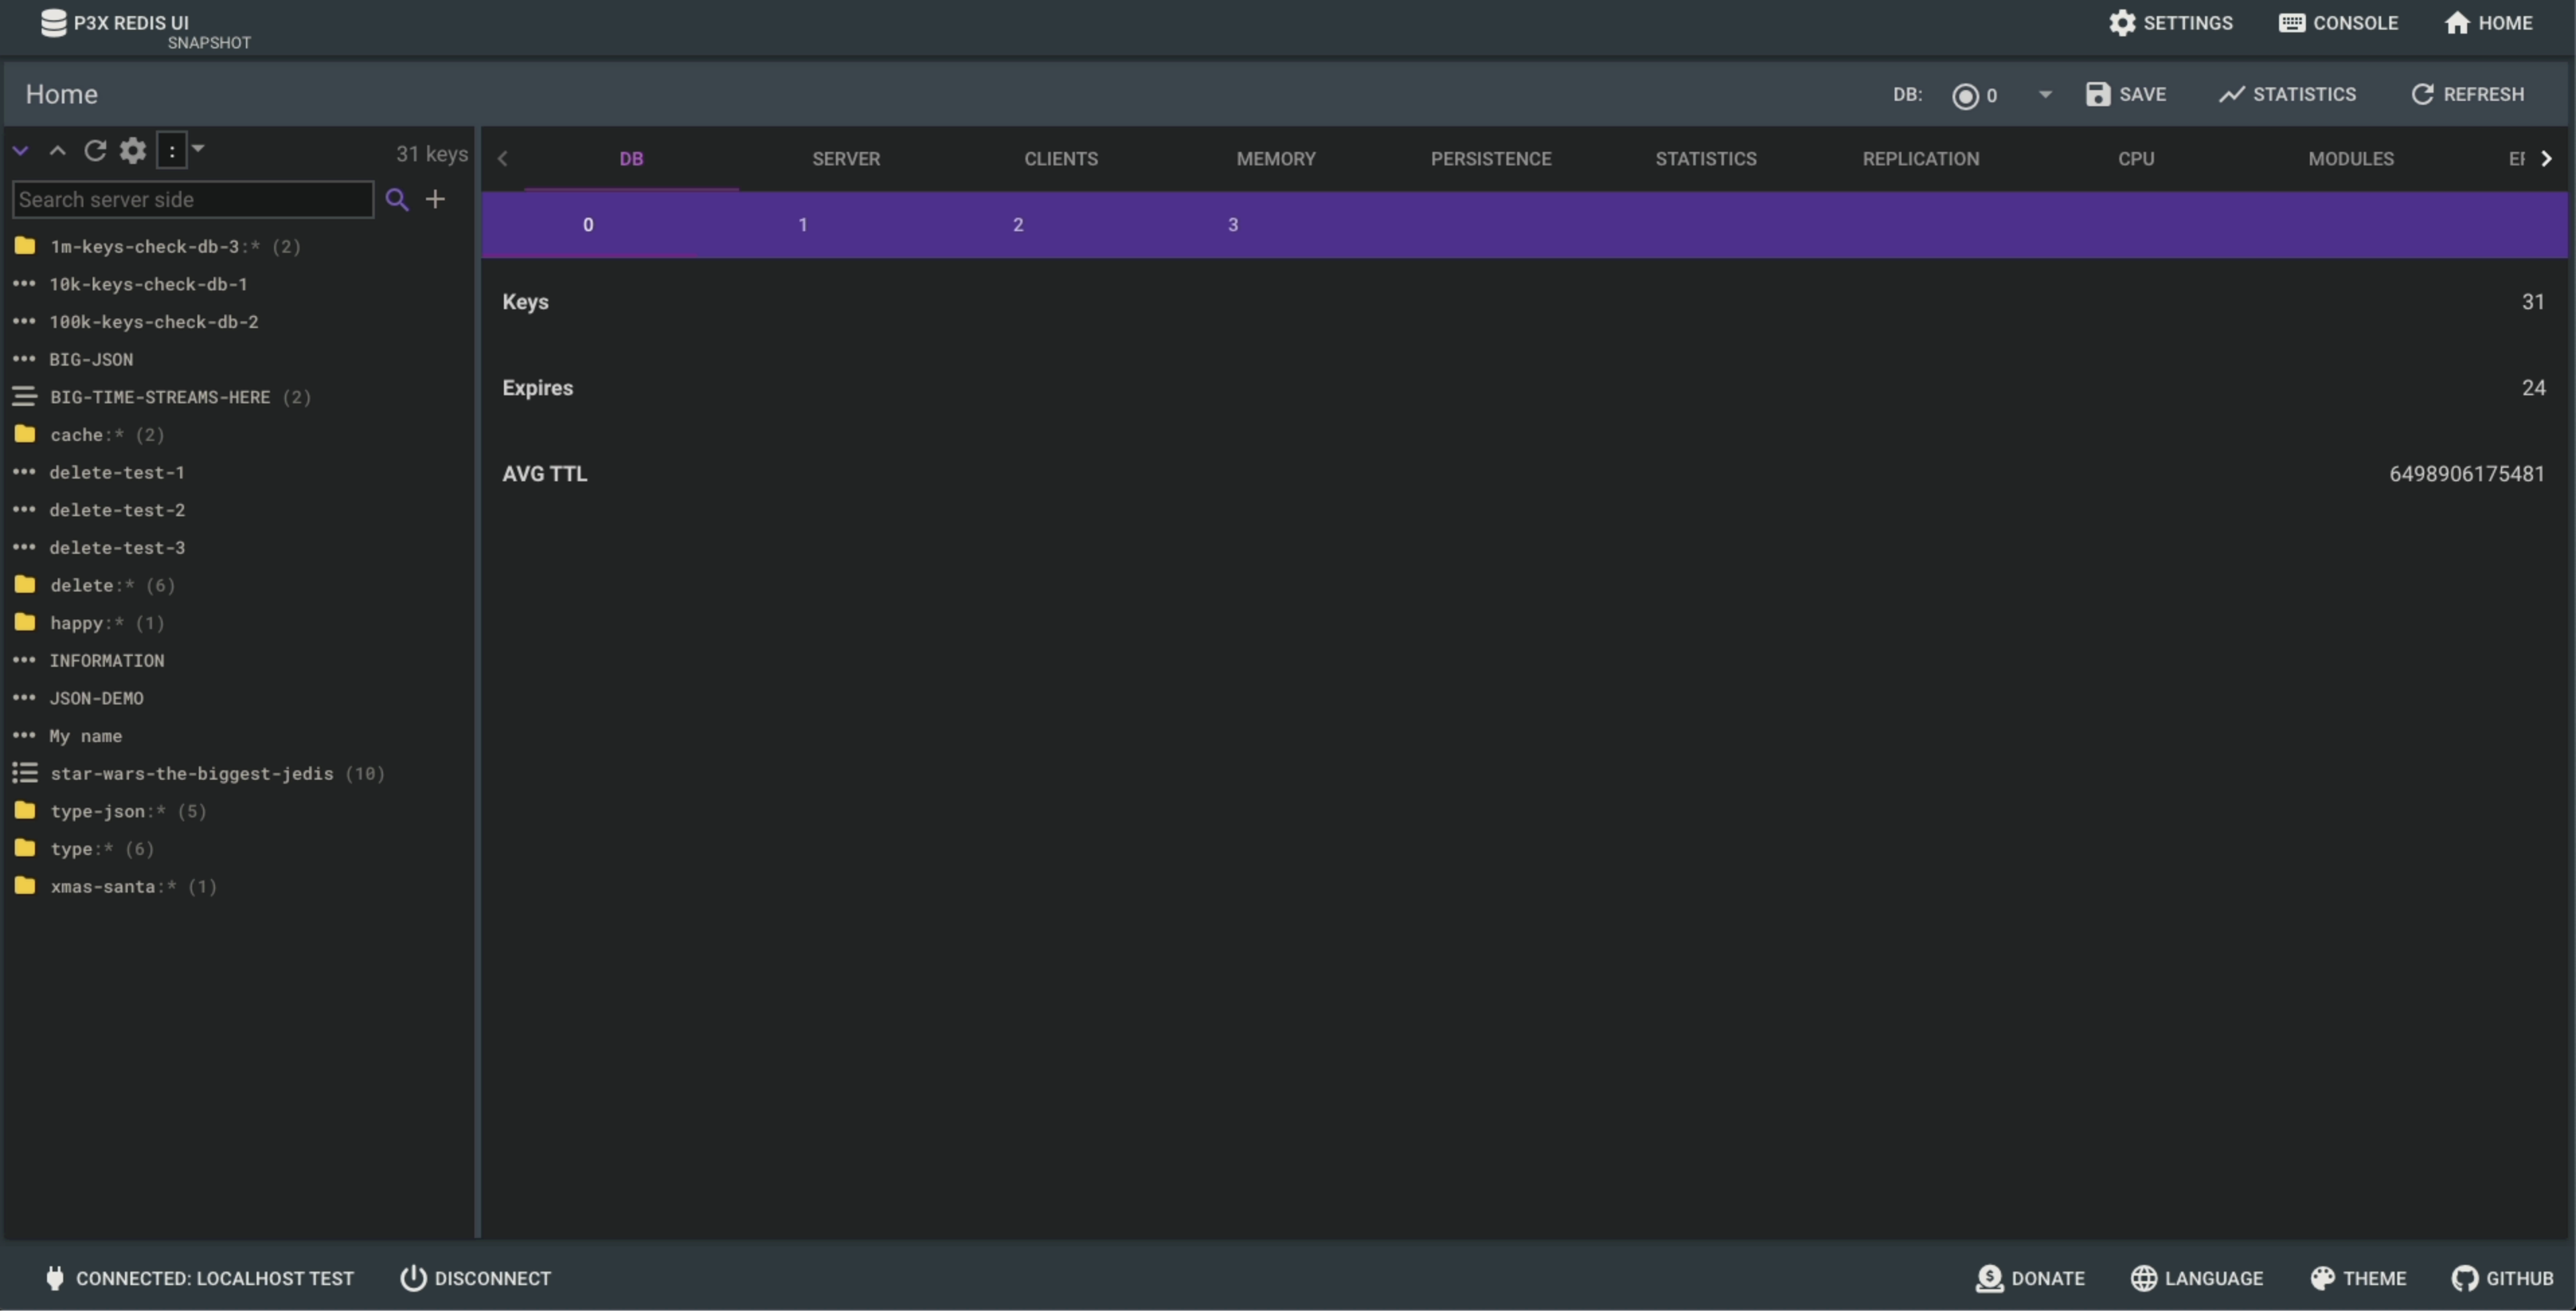 P3X REDIS UI
SNAPSHOT
SETTINGS CONSOLE HOME
Home
DB: 0 SAVE STATISTICS REFRESH
: 31 keys
Search server side
1m-keys-check-db-3:* (2)
10k-keys-check-db-1
100k-keys-check-db-2
BIG-JSON
BIG-TIME-STREAMS-HERE (2)
cache:* (2)
delete-test-1
delete-test-2
delete-test-3
delete:* (6)
happy:* (1)
INFORMATION
JSON-DEMO
My name
star-wars-the-biggest-jedis (10)
type-json:* (5)
type:* (6)
xmas-santa:* (1)
DB SERVER CLIENTS MEMORY PERSISTENCE STATISTICS REPLICATION CPU MODULES
0 1 2 3
Keys 31
Expires 24
AVG TTL 6498906175481
CONNECTED: LOCALHOST TEST DISCONNECT
DONATE LANGUAGE THEME GITHUB